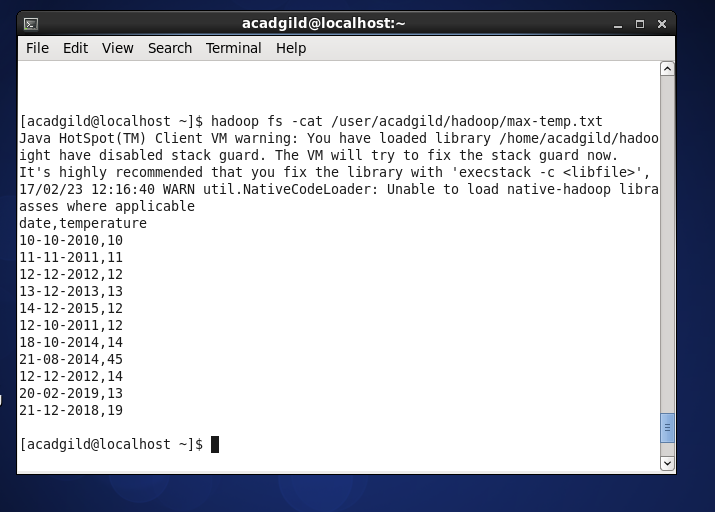 acadgild@localhost:~
File Edit View Search Terminal Help
[acadgild@localhost ~]$ hadoop fs -cat /user/acadgild/hadoop/max-temp.txt
Java HotSpot(TM) Client VM warning: You have loaded library /home/acadgild/hadoo
ight have disabled stack guard. The VM will try to fix the stack guard now.
It's highly recommended that you fix the library with 'execstack -c <libfile>',
17/02/23 12:16:40 WARN util.NativeCodeLoader: Unable to load native-hadoop libra
asses where applicable
date,temperature
10-10-2010,10
11-11-2011,11
12-12-2012,12
13-12-2013,13
14-12-2015,12
12-10-2011,12
18-10-2014,14
21-08-2014,45
12-12-2012,14
20-02-2019,13
21-12-2018,19
[acadgild@localhost ~]$